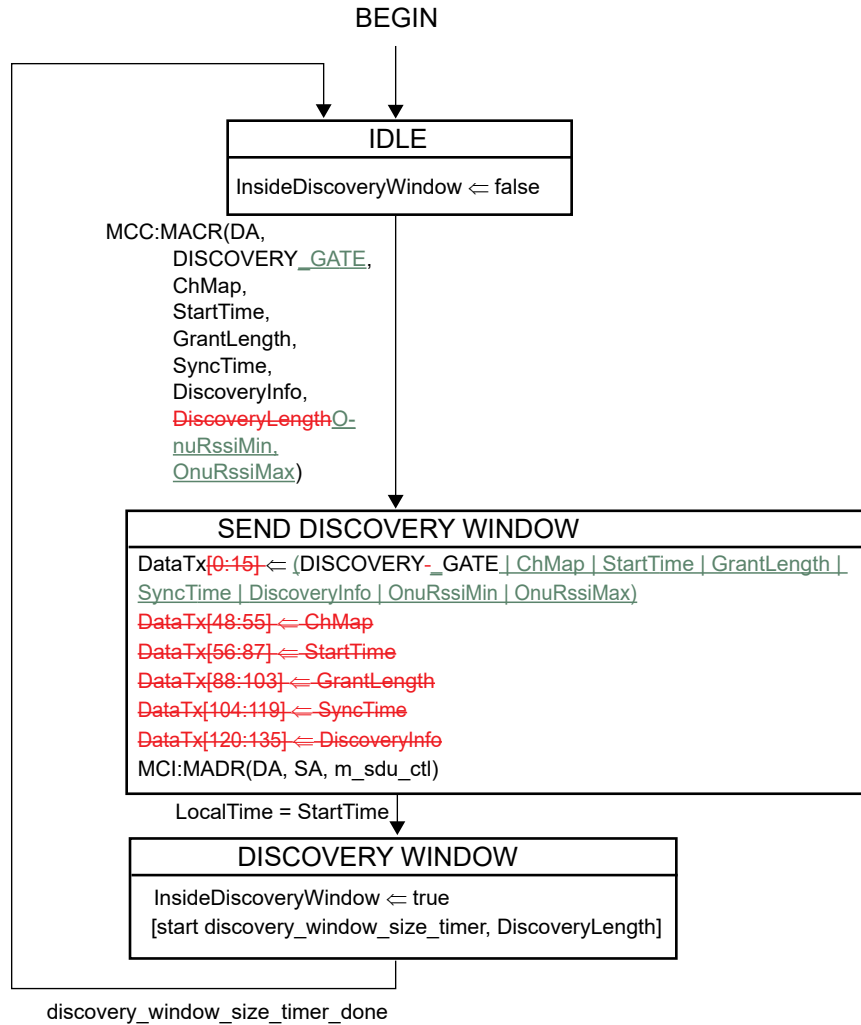 BEGIN
IDLE
InsideDiscoveryWindow ⇐ false
MCC:MACR(DA,
DISCOVERY_GATE,
ChMap,
StartTime,
GrantLength,
SyncTime,
DiscoveryInfo,
DiscoveryLengthO-
nuRssiMin,
OnuRssiMax)
SEND DISCOVERY WINDOW
DataTx[0:15] ⇐ (DISCOVERY-_GATE | ChMap | StartTime | GrantLength |
SyncTime | DiscoveryInfo | OnuRssiMin | OnuRssiMax)
DataTx[48:55] ⇐ ChMap
DataTx[56:87] ⇐ StartTime
DataTx[88:103] ⇐ GrantLength
DataTx[104:119] ⇐ SyncTime
DataTx[120:135] ⇐ DiscoveryInfo
MCI:MADR(DA, SA, m_sdu_ctl)
LocalTime = StartTime
DISCOVERY WINDOW
InsideDiscoveryWindow ⇐ true
[start discovery_window_size_timer, DiscoveryLength]
discovery_window_size_timer_done